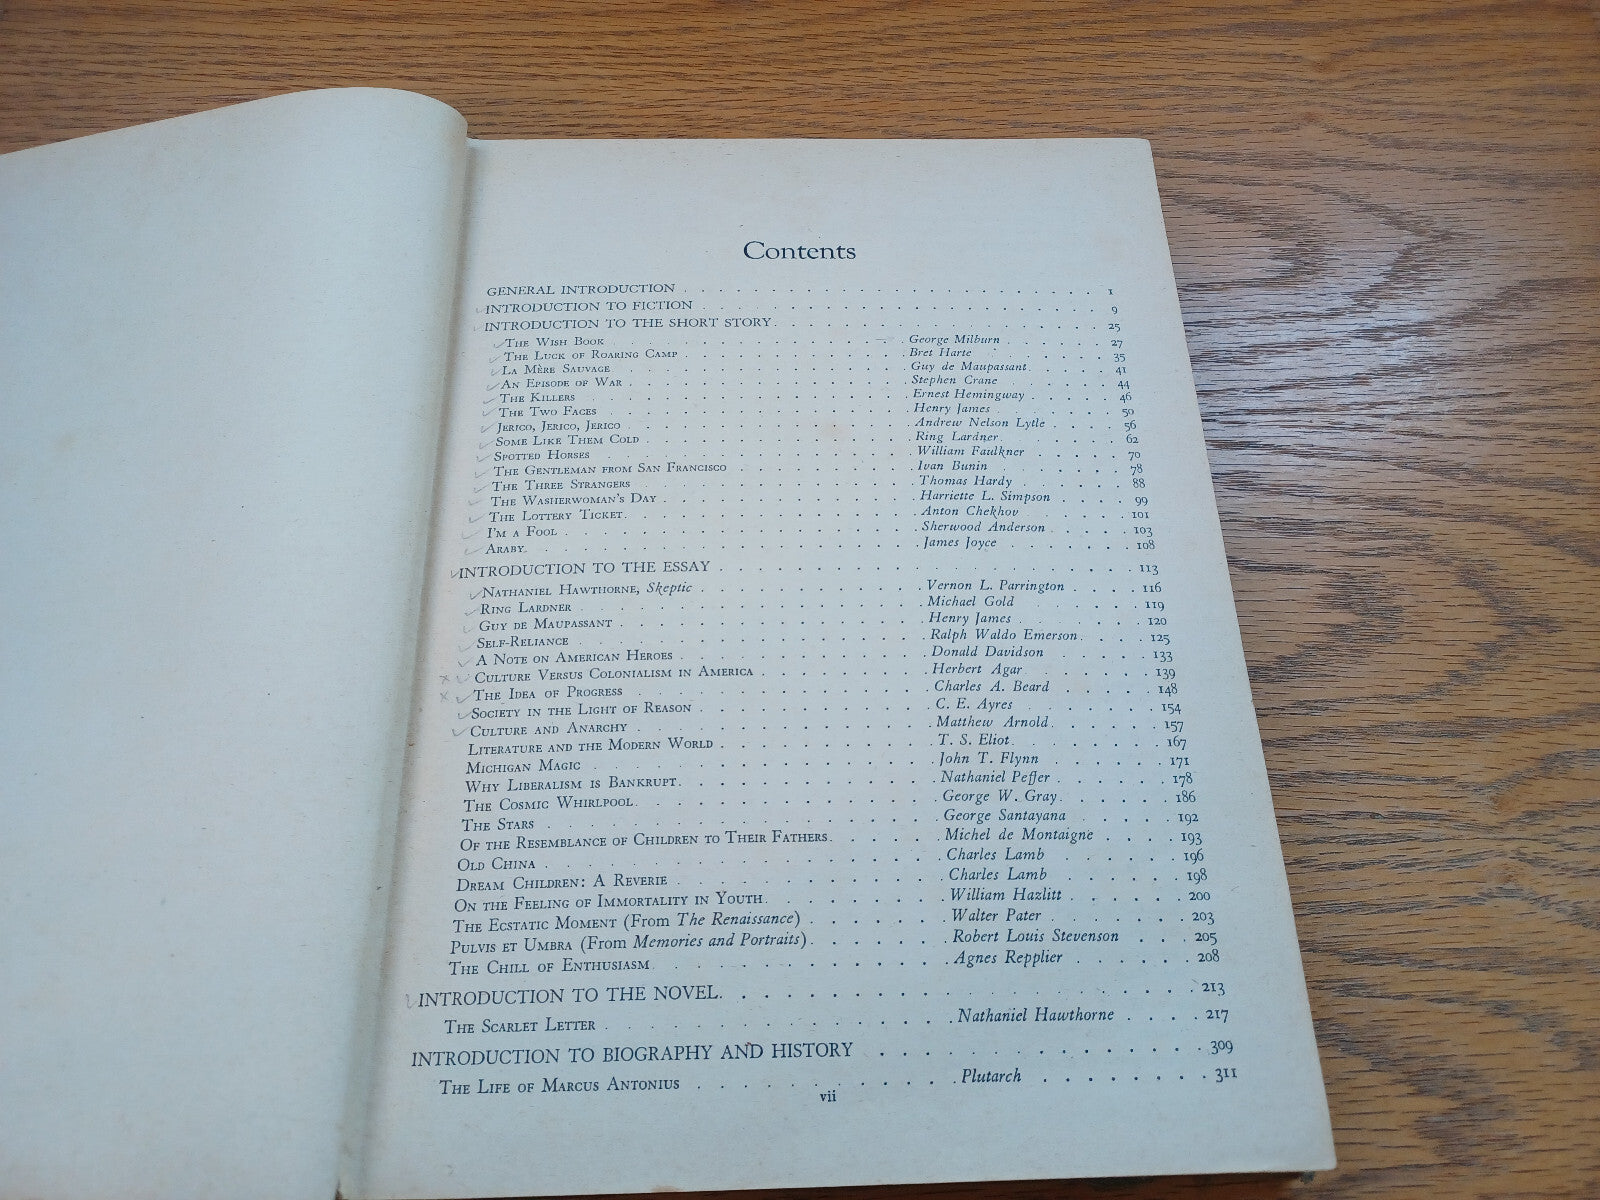 Contents
GENERAL INTRODUCTION . . . 1
INTRODUCTION TO FICTION . . . 9
INTRODUCTION TO THE SHORT STORY . . . 25
THE WISH BOOK . . . George Milburn . . . 27
THE LUCK OF ROARING CAMP . . . Bret Harte . . . 35
LA MÈRE SAUVAGE . . . Guy de Maupassant . . . 41
AN EPISODE OF WAR . . . Stephen Crane . . . 44
THE KILLERS . . . Ernest Hemingway . . . 46
THE TWO FACES . . . Henry James . . . 50
JERICO, JERICO, JERICO . . . Andrew Nelson Lytle . . . 56
SOME LIKE THEM COLD . . . Ring Lardner . . . 62
SPOTTED HORSES . . . William Faulkner . . . 70
THE GENTLEMAN FROM SAN FRANCISCO . . . Ivan Bunin . . . 78
THE THREE STRANGERS . . . Thomas Hardy . . . 88
THE WASHERWOMAN'S DAY . . . Harriette L. Simpson . . . 99
THE LOTTERY TICKET . . . Anton Chekhov . . . 101
I'M A FOOL . . . Sherwood Anderson . . . 103
ARABY . . . James Joyce . . . 108
INTRODUCTION TO THE ESSAY . . . 113
NATHANIEL HAWTHORNE, Skeptic . . . Vernon L. Parrington . . . 116
RING LARDNER . . . Michael Gold . . . 119
GUY DE MAUPASSANT . . . Henry James . . . 120
SELF-RELIANCE . . . Ralph Waldo Emerson . . . 125
A NOTE ON AMERICAN HEROES . . . Donald Davidson . . . 133
CULTURE VERSUS COLONIALISM IN AMERICA . . . Herbert Agar . . . 139
THE IDEA OF PROGRESS . . . Charles A. Beard . . . 148
SOCIETY IN THE LIGHT OF REASON . . . C. E. Ayres . . . 154
CULTURE AND ANARCHY . . . Matthew Arnold . . . 157
LITERATURE AND THE MODERN WORLD . . . T. S. Eliot . . . 167
MICHIGAN MAGIC . . . John T. Flynn . . . 171
WHY LIBERALISM IS BANKRUPT . . . Nathaniel Peffer . . . 178
THE COSMIC WHIRLPOOL . . . George W. Gray . . . 186
THE STARS . . . George Santayana . . . 192
OF THE RESEMBLANCE OF CHILDREN TO THEIR FATHERS . . . Michel de Montaigne . . . 193
OLD CHINA . . . Charles Lamb . . . 196
DREAM CHILDREN: A REVERIE . . . Charles Lamb . . . 198
ON THE FEELING OF IMMORTALITY IN YOUTH . . . William Hazlitt . . . 200
THE ECSTATIC MOMENT (From The Renaissance) . . . Walter Pater . . . 203
PULVIS ET UMBRA (From Memories and Portraits) . . . Robert Louis Stevenson . . . 205
THE CHILL OF ENTHUSIASM . . . Agnes Repplier . . . 208
INTRODUCTION TO THE NOVEL . . . 213
THE SCARLET LETTER . . . Nathaniel Hawthorne . . . 217
INTRODUCTION TO BIOGRAPHY AND HISTORY . . . 309
THE LIFE OF MARCUS ANTONIUS . . . Plutarch . . . 311
vii